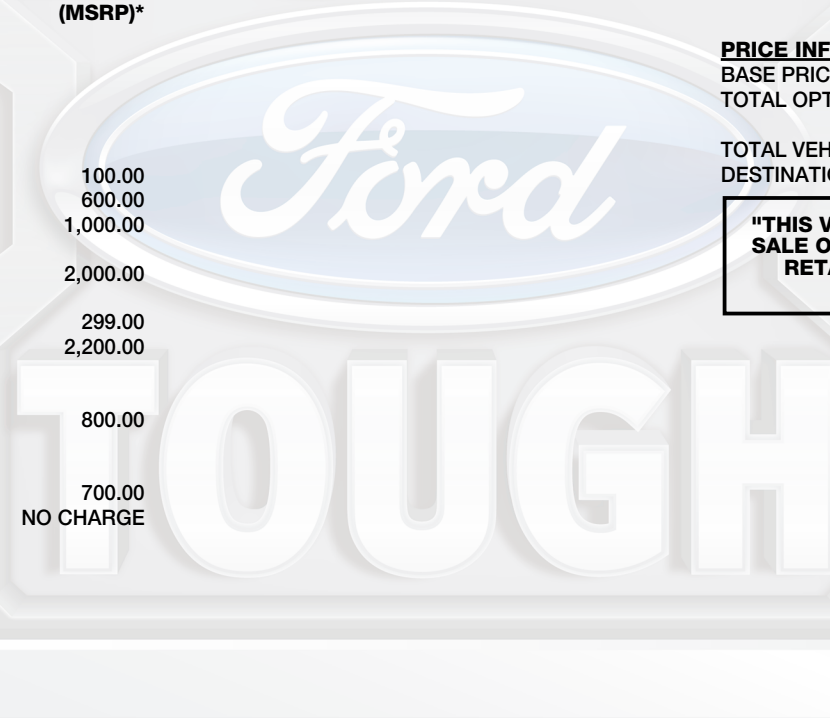 (MSRP)*
100.00
600.00
1,000.00
2,000.00
299.00
2,200.00
800.00
700.00
NO CHARGE
PRICE INF
BASE PRIC
TOTAL OPT
TOTAL VEH
DESTINATIO
"THIS V
SALE O
RETA
Ford
TOUGH